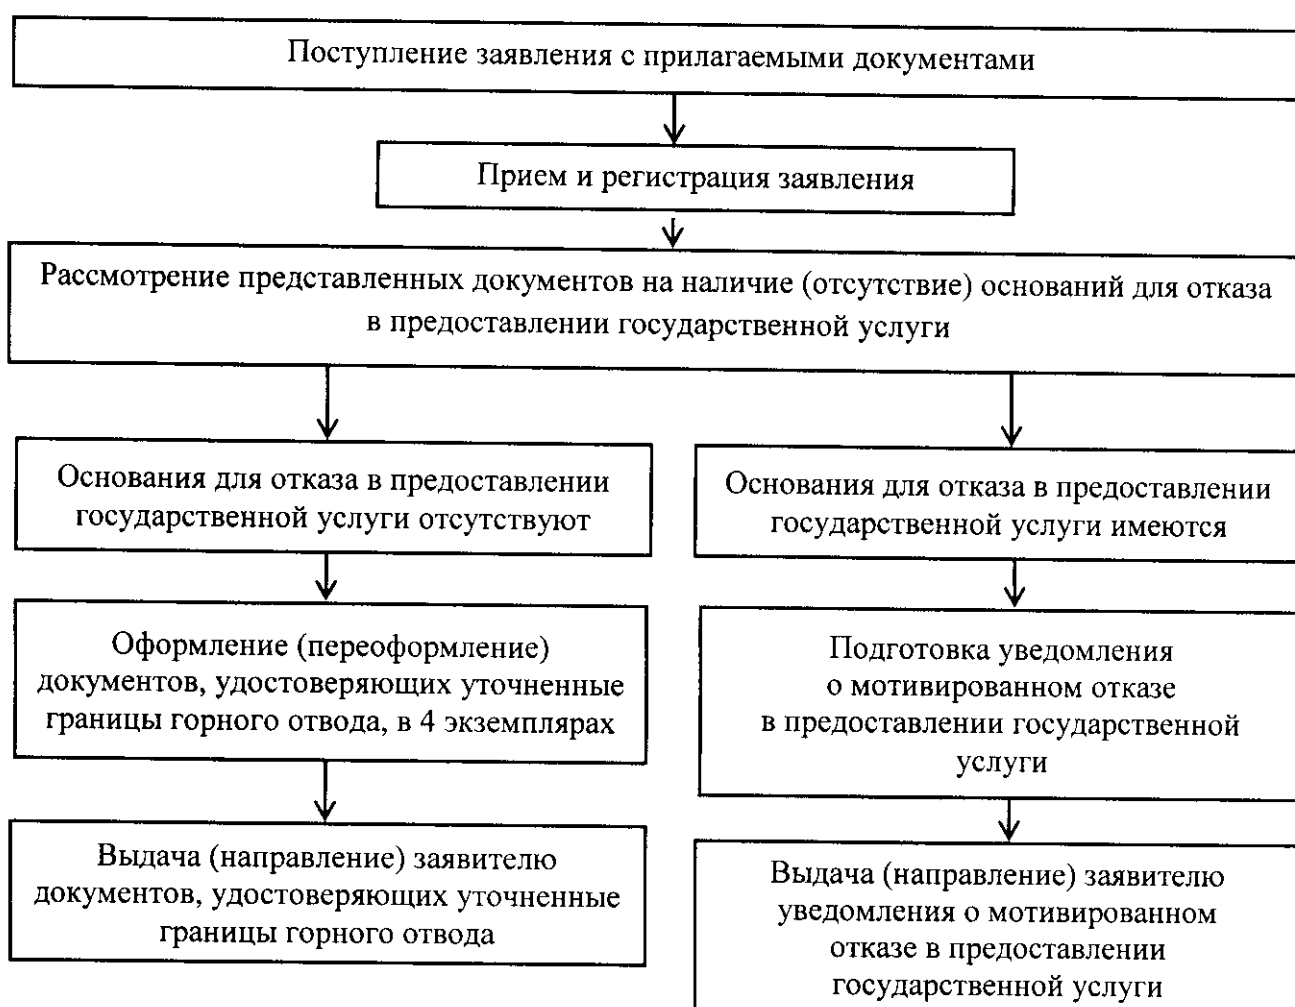 Поступление заявления с прилагаемыми документами
Прием и регистрация заявления
Рассмотрение представленных документов на наличие (отсутствие) оснований для отказа
в предоставлении государственной услуги
Основания для отказа в предоставлении
государственной услуги отсутствуют
Оформление (переоформление)
документов, удостоверяющих уточненные
границы горного отвода, в 4 экземплярах
Выдача (направление) заявителю
документов, удостоверяющих уточненные
границы горного отвода
Основания для отказа в предоставлении
государственной услуги имеются
Подготовка уведомления
о мотивированном отказе
в предоставлении государственной
услуги
Выдача (направление) заявителю
уведомления о мотивированном
отказе в предоставлении
государственной услуги